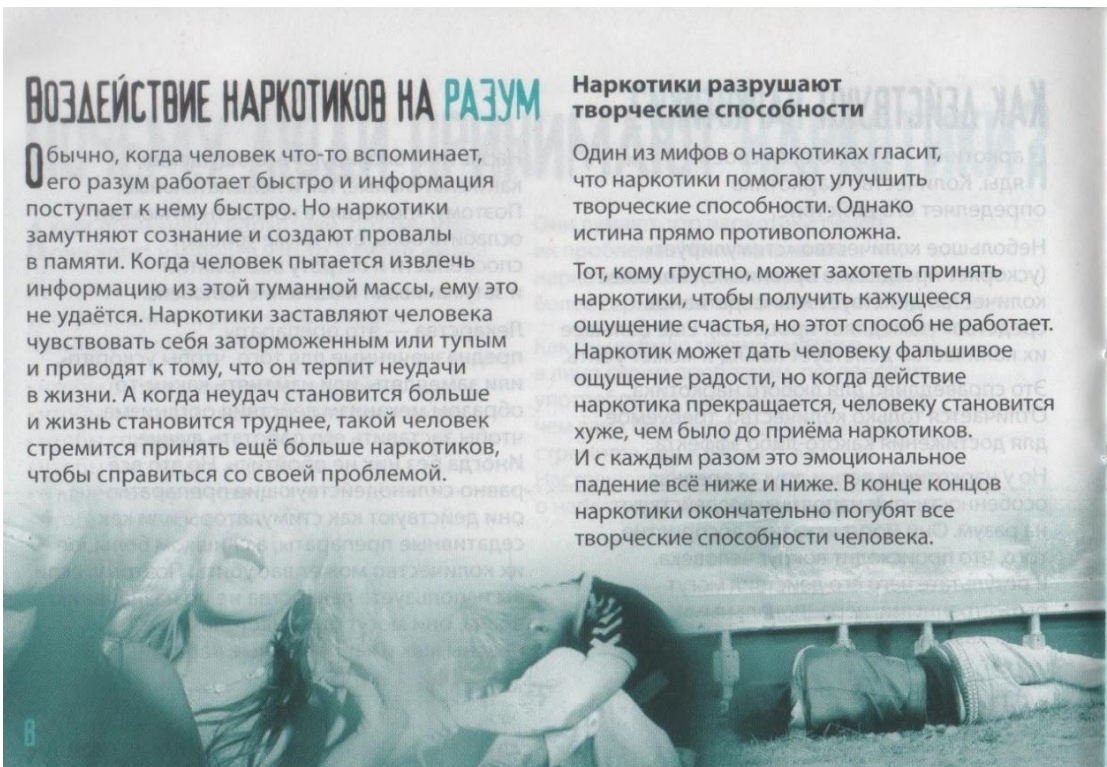 Воздействие наркотиков на разум
Обычно, когда человек что-то вспоминает,
его разум работает быстро и информация
поступает к нему быстро. Но наркотики
замутняют сознание и создают провалы
в памяти. Когда человек пытается извлечь
информацию из этой туманной массы, ему это
не удаётся. Наркотики заставляют человека
чувствовать себя заторможенным или тупым
и приводят к тому, что он терпит неудачи
в жизни. А когда неудач становится больше
и жизнь становится труднее, такой человек
стремится принять ещё больше наркотиков,
чтобы справиться со своей проблемой.
Наркотики разрушают
творческие способности
Один из мифов о наркотиках гласит,
что наркотики помогают улучшить
творческие способности. Однако
истина прямо противоположна.
Тот, кому грустно, может захотеть принять
наркотики, чтобы получить кажущееся
ощущение счастья, но этот способ не работает.
Наркотик может дать человеку фальшивое
ощущение радости, но когда действие
наркотика прекращается, человеку становится
хуже, чем было до приёма наркотиков.
И с каждым разом это эмоциональное
падение всё ниже и ниже. В конце концов
наркотики окончательно погубят все
творческие способности человека.
8